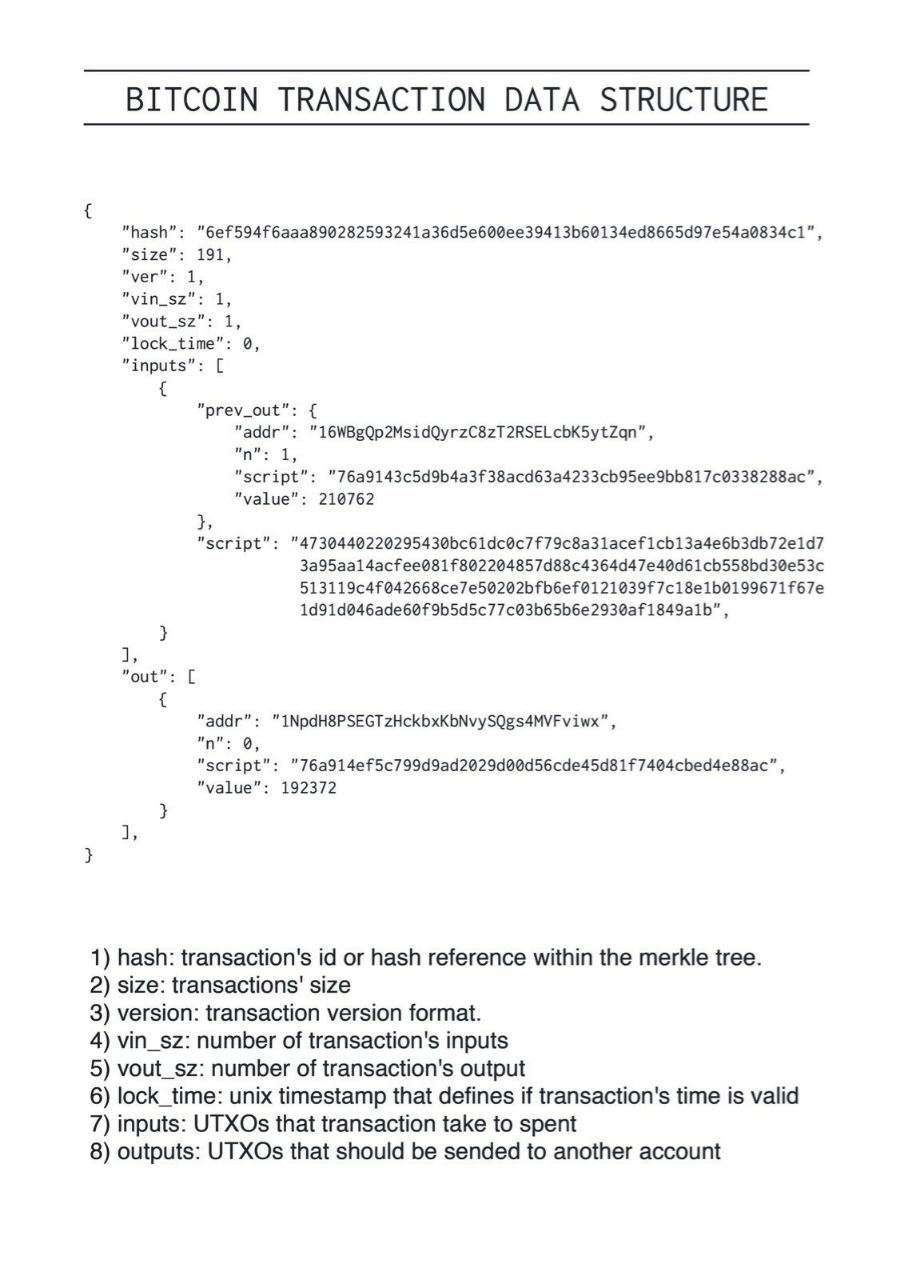 BITCOIN TRANSACTION DATA STRUCTURE
{
"hash": "6ef594f6aaa890282593241a36d5e600ee39413b60134ed8665d97e54a0834c1",
"size": 191,
"ver": 1,
"vin_sz": 1,
"vout_sz": 1,
"lock_time": 0,
"inputs": [
{
"prev_out": {
"addr": "16WBgQp2MsidQyrzC8zT2RSELcbK5ytZqn",
"n": 1,
"script": "76a9143c5d9b4a3f38acd63a4233cb95ee9bb817c0338288ac",
"value": 210762
},
"script": "4730440220295430bc61dc0c7f79c8a31acef1cb13a4e6b3db72e1d7
3a95aa14acfee081f802204857d88c4364d47e40d61cb558bd30e53c
513119c4f042668ce7e50202bfb6ef0121039f7c18e1b0199671f67e
1d91d046ade60f9b5d5c77c03b65b6e2930af1849a1b",
}
],
"out": [
{
"addr": "1NpdH8PSEGTzHckbxKbNvySQgs4MVFviwx",
"n": 0,
"script": "76a914ef5c799d9ad2029d00d56cde45d81f7404cbed4e88ac",
"value": 192372
}
],
}
1) hash: transaction's id or hash reference within the merkle tree.
2) size: transactions' size
3) version: transaction version format.
4) vin_sz: number of transaction's inputs
5) vout_sz: number of transaction's output
6) lock_time: unix timestamp that defines if transaction's time is valid
7) inputs: UTXOs that transaction take to spent
8) outputs: UTXOs that should be sended to another account